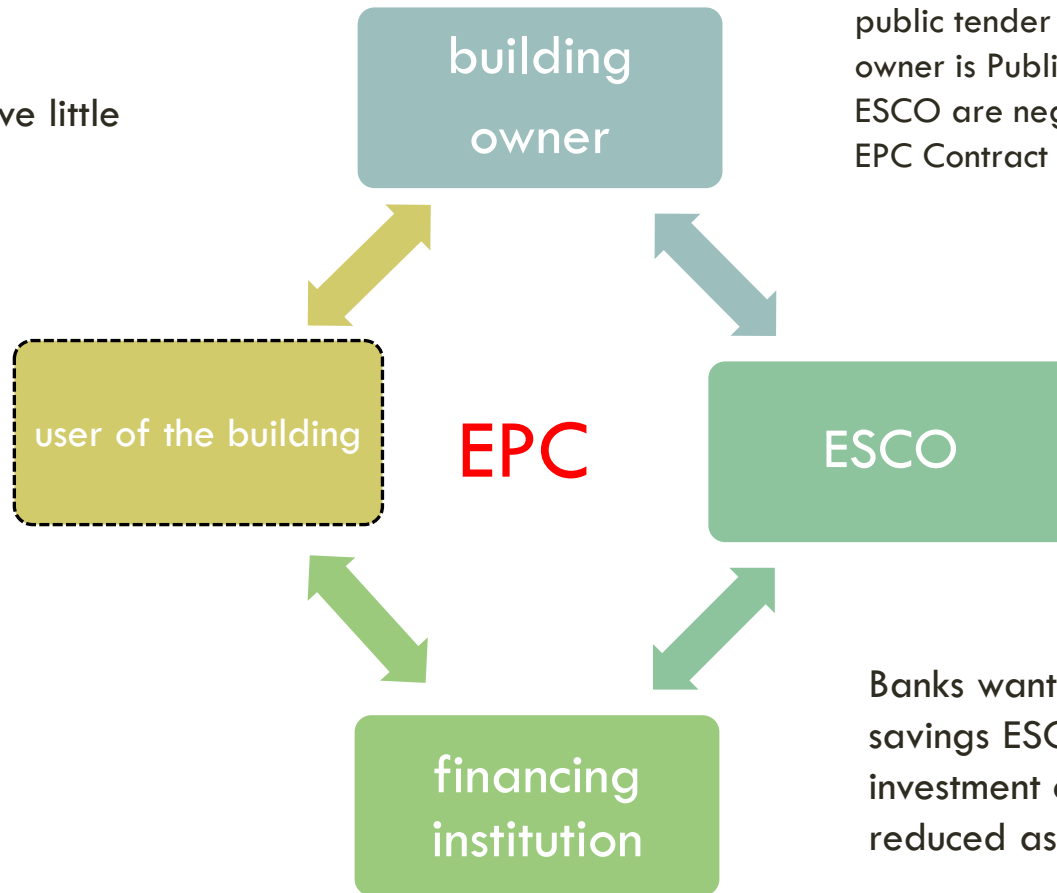 public tender
owner is Publi
ESCO are neg
EPC Contract
ve little
building
owner
user of the building
EPC
ESCO
Banks want
savings ESC
investment
reduced as
financing
institution